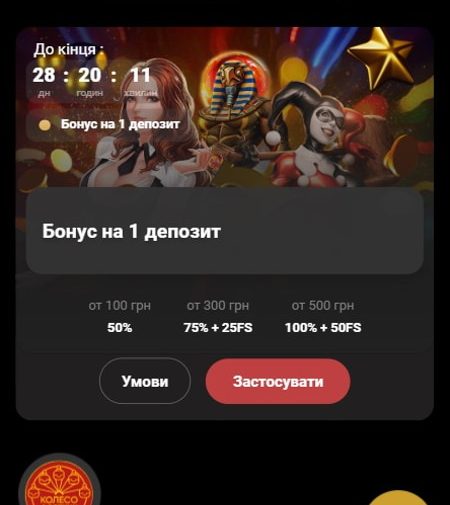 До кінця :
28 : 20 : 11
дн годин хвилин
Бонус на 1 депозит
Бонус на 1 депозит
от 100 грн от 300 грн от 500 грн
50% 75% + 25FS 100% + 50FS
Умови Застосувати
КОЛЕСО